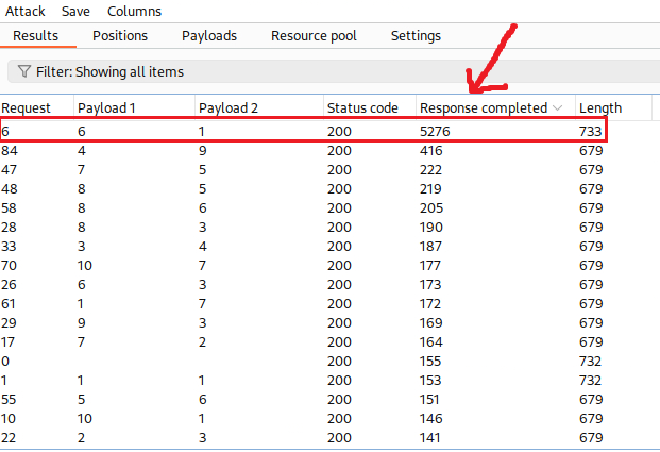 Attack Save Columns
Results Positions Payloads Resource pool Settings
Filter: Showing all items
Request Payload 1 Payload 2 Status code Response completed Length
6 6 1 200 5276 733
84 4 9 200 416 679
47 7 5 200 222 679
48 8 5 200 219 679
58 8 6 200 205 679
28 8 3 200 190 679
33 3 4 200 187 679
70 10 7 200 177 679
26 6 3 200 173 679
61 1 7 200 172 679
29 9 3 200 169 679
17 7 2 200 164 679
0 200 155 732
1 1 1 200 153 732
55 5 6 200 151 679
10 10 1 200 146 679
22 2 3 200 141 679